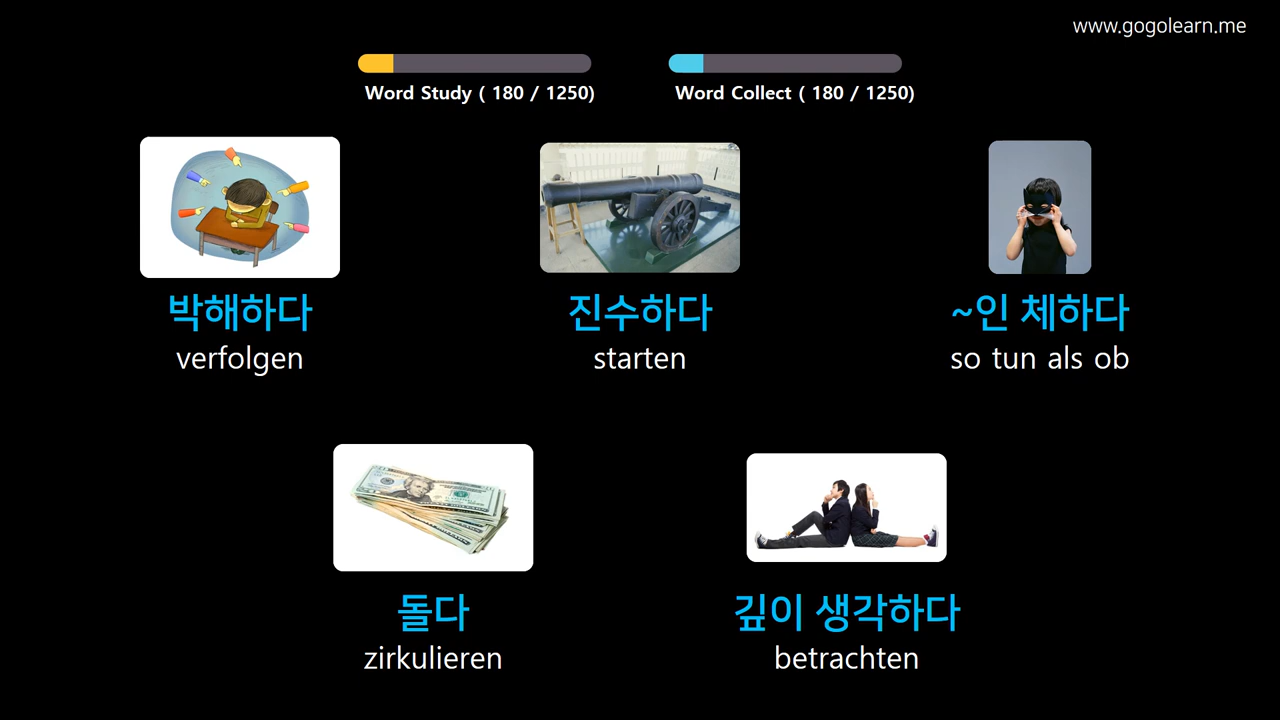 www.gogolearn.me
Word Study ( 180 / 1250)
Word Collect ( 180 / 1250)
박해하다
verfolgen
진수하다
starten
~인 체하다
so tun als ob
돌다
zirkulieren
깊이 생각하다
betrachten